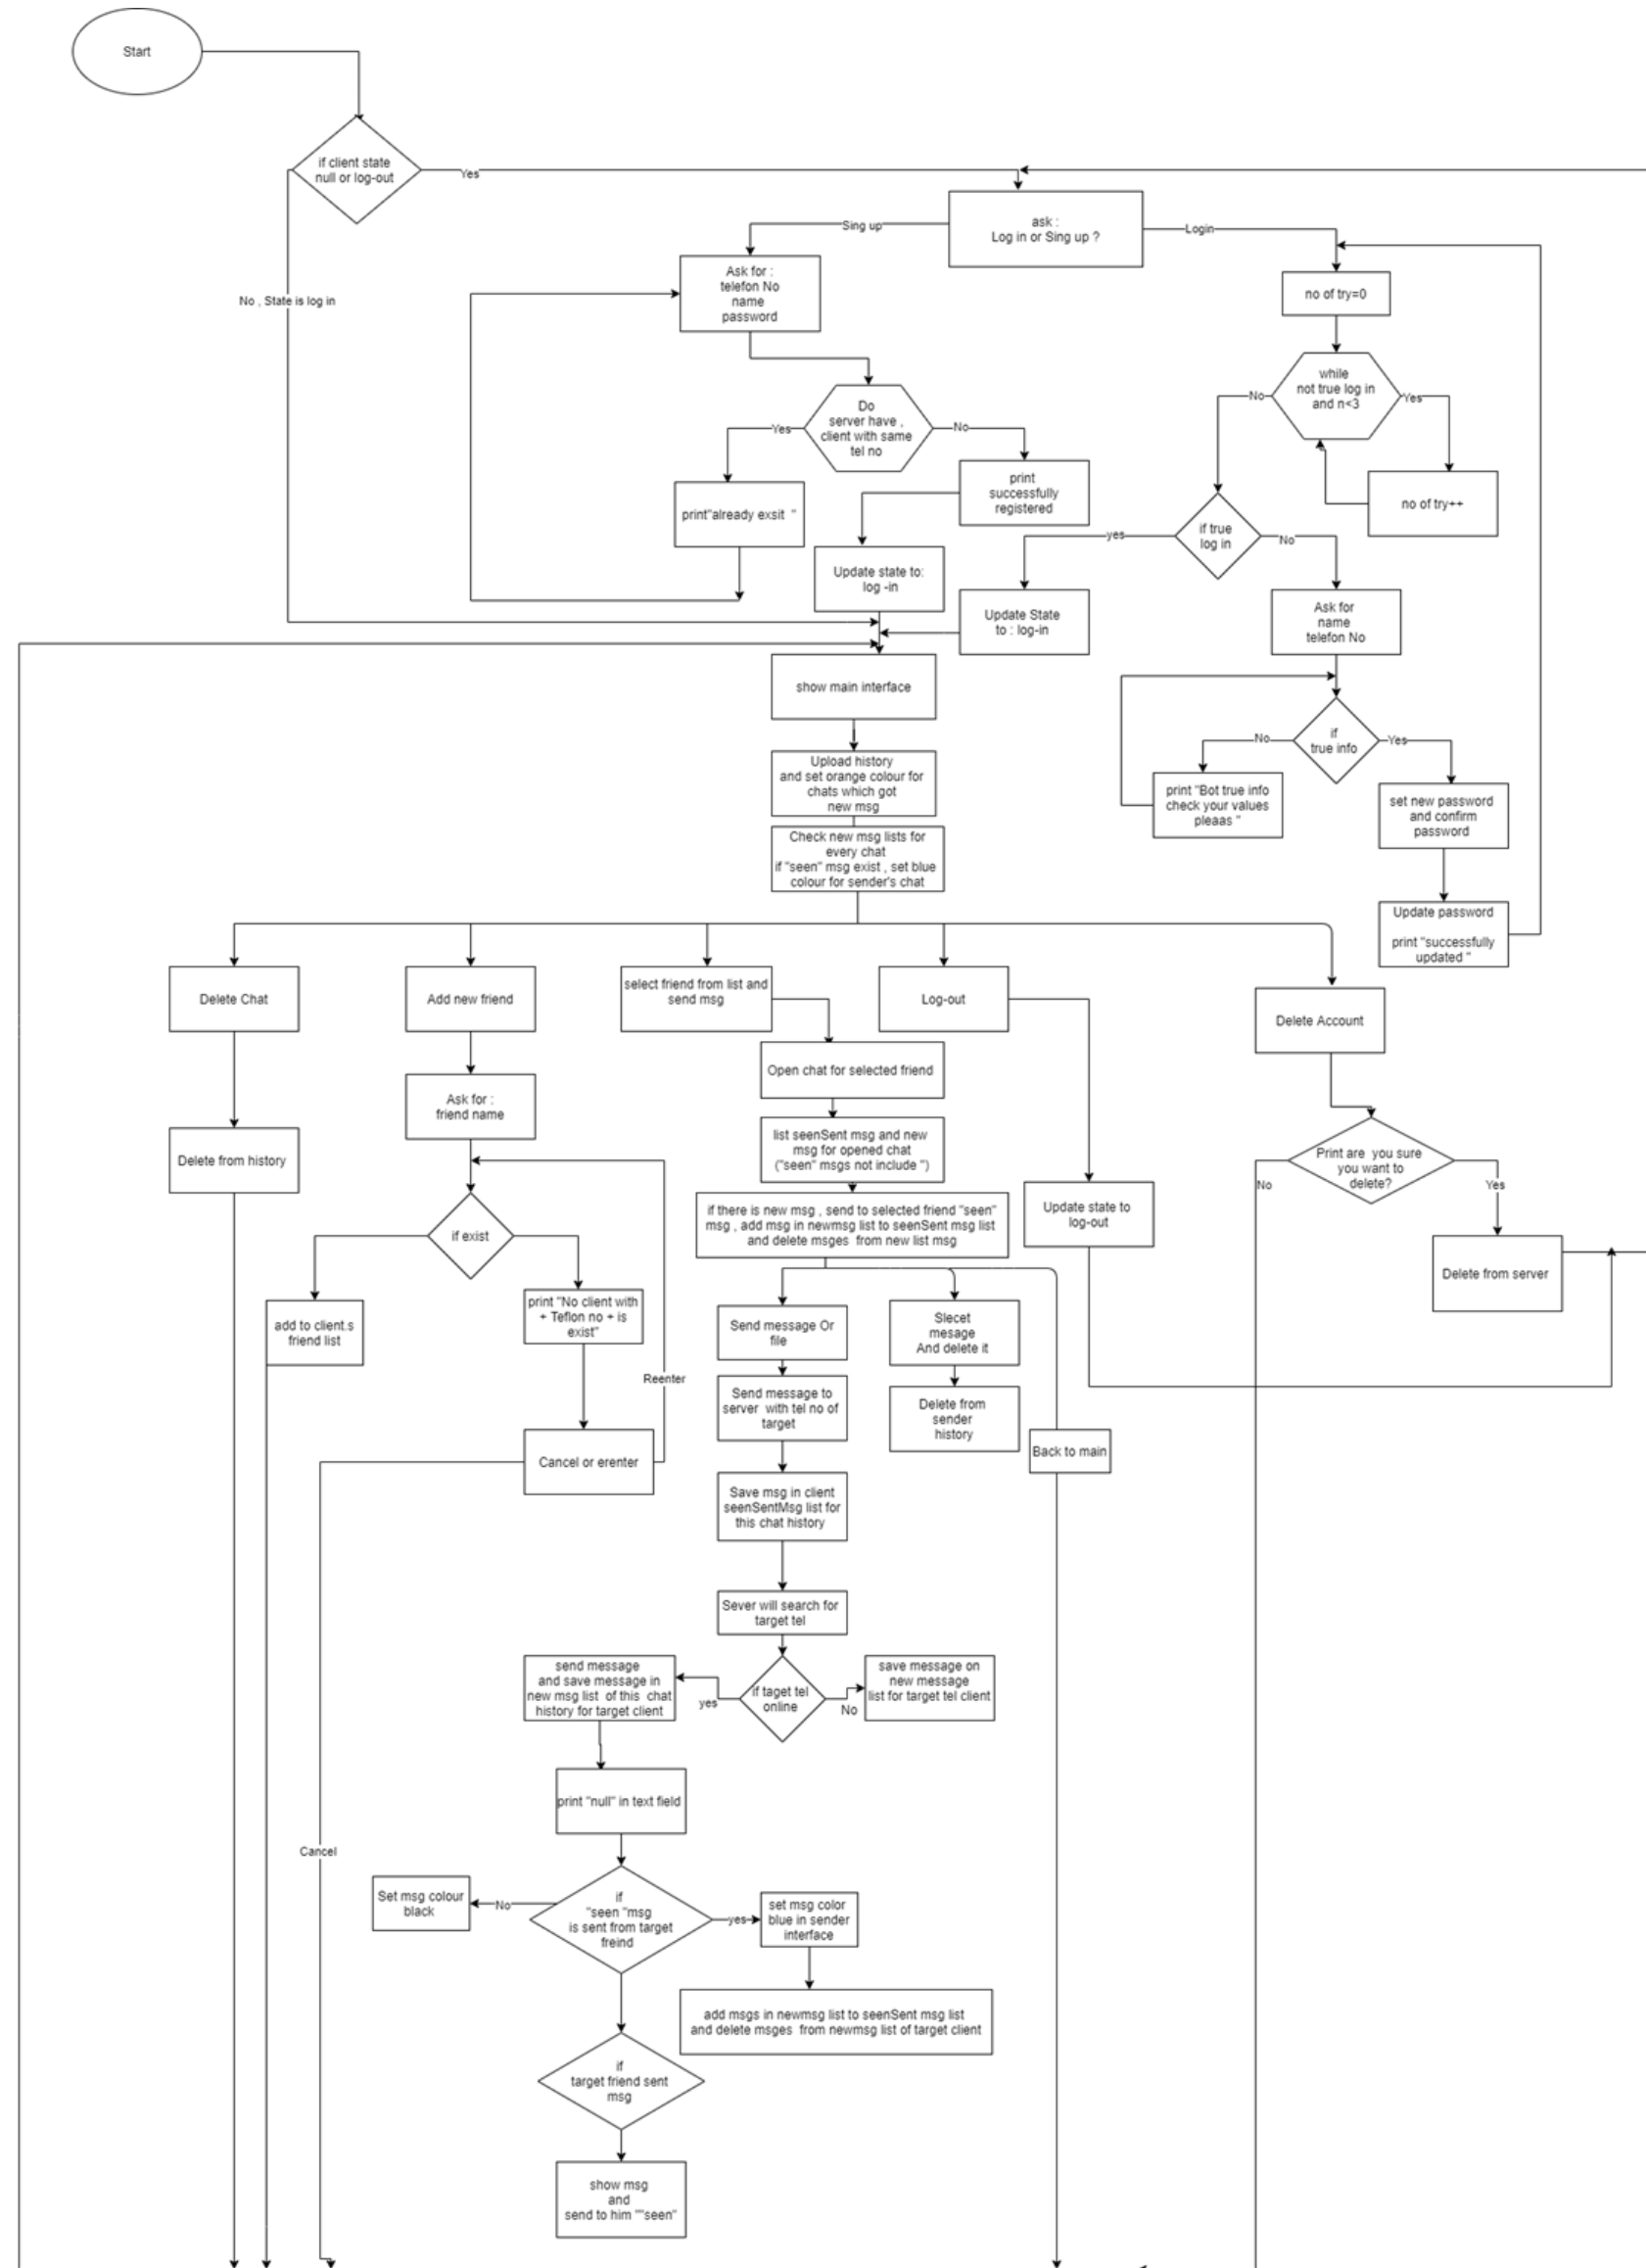 Start
if client state
null or log-out
Yes
No , State is log in
ask :
Log in or Sing up ?
Sing up
Login
Ask for :
telefon No
name
password
no of try=0
while
not true log in
and n<3
No
Yes
no of try++
Do
server have ,
client with same
tel no
Yes
No
print
successfully
registered
print"already exsit "
if true
log in
yes
No
Update state to:
log -in
Update State
to : log-in
Ask for
name
telefon No
show main interface
if
true info
No
Yes
Upload history
and set orange colour for
chats which got
new msg
print "Bot true info
check your values
pleaas "
set new password
and confirm
password
Check new msg lists for
every chat
if "seen" msg exist , set blue
colour for sender's chat
Update password
print "successfully
updated "
Delete Chat
Add new friend
select friend from list and
send msg
Log-out
Delete Account
Open chat for selected friend
Ask for :
friend name
Delete from history
list seenSent msg and new
msg for opened chat
("seen" msgs not include ")
Print are you sure
you want to
delete?
No
Yes
if there is new msg , send to selected friend "seen"
msg , add msg in newmsg list to seenSent msg list
and delete msges from new list msg
Update state to
log-out
if exist
Delete from server
add to client.s
friend list
print "No client with
+ Teflon no + is
exist"
Send message Or
file
Slecet
mesage
And delete it
Reenter
Send message to
server with tel no of
target
Delete from
sender
history
Cancel or erenter
Back to main
Save msg in client
seenSentMsg list for
this chat history
Sever will search for
target tel
send message
and save message in
new msg list of this chat
history for target client
yes
if taget tel
online
No
save message on
new message
list for target tel client
print "null" in text field
Cancel
Set msg colour
black
No
if
"seen "msg
is sent from target
freind
yes
set msg color
blue in sender
interface
add msgs in newmsg list to seenSent msg list
and delete msges from newmsg list of target client
if
target friend sent
msg
show msg
and
send to him ""seen"